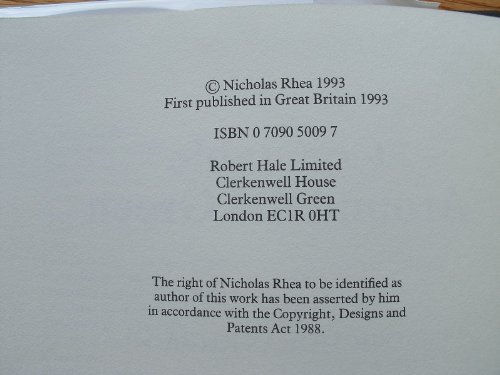 © Nicholas Rhea 1993
First published in Great Britain 1993
ISBN 0 7090 5009 7
Robert Hale Limited
Clerkenwell House
Clerkenwell Green
London EC1R 0HT
The right of Nicholas Rhea to be identified as
author of this work has been asserted by him
in accordance with the Copyright, Designs and
Patents Act 1988.